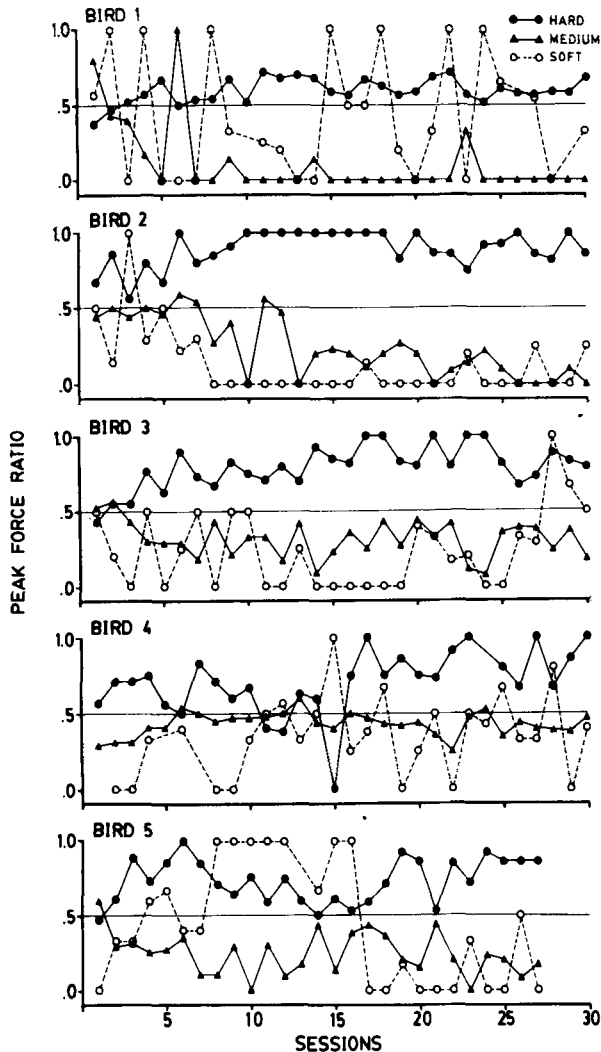 BIRD 1
HARD
MEDIUM
SOFT
1.0
.5
.0
BIRD 2
1.0
.5
.0
BIRD 3
1.0
.5
.0
BIRD 4
1.0
.5
.0
BIRD 5
1.0
.5
.0
PEAK FORCE RATIO
5 10 15 20 25 30
SESSIONS